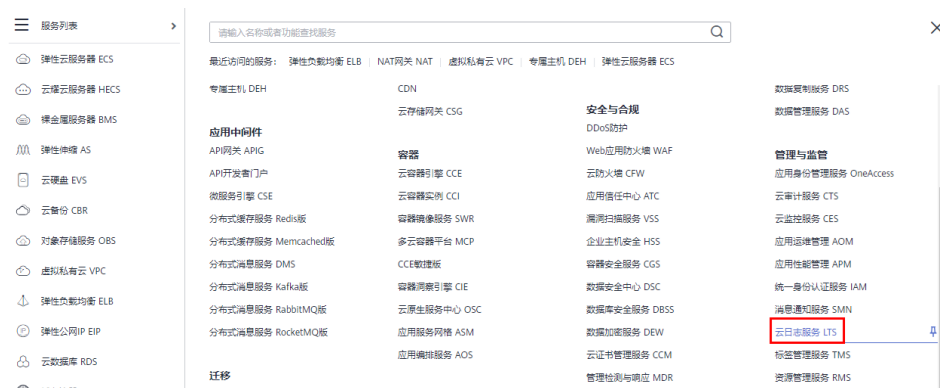 服务列表
弹性云服务器 ECS
云耀云服务器 HECS
裸金属服务器 BMS
弹性伸缩 AS
云硬盘 EVS
云备份 CBR
对象存储服务 OBS
虚拟私有云 VPC
弹性负载均衡 ELB
弹性公网IP EIP
云数据库 RDS
请输入名称或者功能查找服务
最近访问的服务： 弹性负载均衡 ELB | NAT网关 NAT | 虚拟私有云 VPC | 专属主机 DEH | 弹性云服务器 ECS
专属主机 DEH
应用中间件
API网关 APIG
API开发者门户
微服务引擎 CSE
分布式缓存服务 Redis版
分布式缓存服务 Memcached版
分布式消息服务 DMS
分布式消息服务 Kafka版
分布式消息服务 RabbitMQ版
分布式消息服务 RocketMQ版
迁移
CDN
云存储网关 CSG
容器
云容器引擎 CCE
云容器实例 CCI
容器镜像服务 SWR
多云容器平台 MCP
CCE敏捷版
容器洞察引擎 CIE
云原生服务中心 OSC
应用服务网格 ASM
应用编排服务 AOS
安全与合规
DDoS防护
Web应用防火墙 WAF
云防火墙 CFW
应用信任中心 ATC
漏洞扫描服务 VSS
企业主机安全 HSS
容器安全服务 CGS
数据安全中心 DSC
数据库安全服务 DBSS
数据加密服务 DEW
云证书管理服务 CCM
管理检测与响应 MDR
数据复制服务 DRS
数据管理服务 DAS
管理与监管
应用身份管理服务 OneAccess
云审计服务 CTS
云监控服务 CES
应用运维管理 AOM
应用性能管理 APM
统一身份认证服务 IAM
消息通知服务 SMN
云日志服务 LTS
标签管理服务 TMS
资源管理服务 RMS